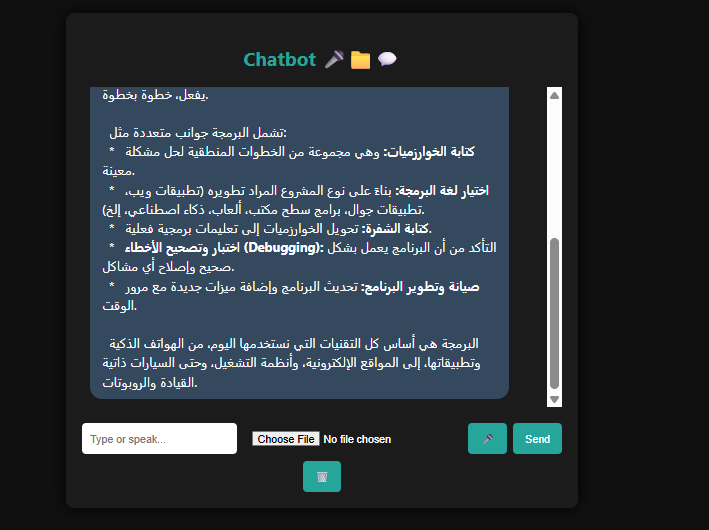 Chatbot
يفعل، خطوة بخطوة.
تشمل البرمجة جوانب متعددة مثل:
* كتابة الخوارزميات: وهي مجموعة من الخطوات المنطقية لحل مشكلة
معينة.
* اختيار لغة البرمجة: بناءً على نوع المشروع المراد تطويره (تطبيقات ويب،
تطبيقات جوال، برامج سطح مكتب، ألعاب، ذكاء اصطناعي، إلخ).
* كتابة الشفرة: تحويل الخوارزميات إلى تعليمات برمجية فعلية.
* اختبار وتصحيح الأخطاء (Debugging): التأكد من أن البرنامج يعمل بشكل
صحيح وإصلاح أي مشاكل.
* صيانة وتطوير البرنامج: تحديث البرنامج وإضافة ميزات جديدة مع مرور
الوقت.
البرمجة هي أساس كل التقنيات التي نستخدمها اليوم، من الهواتف الذكية
وتطبيقاتها، إلى المواقع الإلكترونية، وأنظمة التشغيل، وحتى السيارات ذاتية
القيادة والروبوتات.
Type or speak... Choose File No file chosen Send